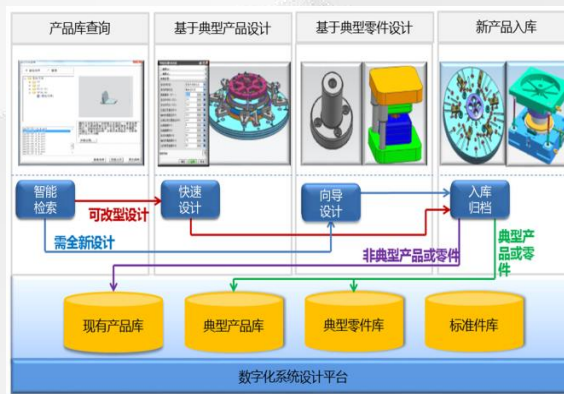 产品库查询
基于典型产品设计
基于典型零件设计
新产品入库
智能
检索
快速
设计
向导
设计
入库
归档
可改型设计
需全新设计
非典型产品或零件
典型产
品或零
件
现有产品库
典型产品库
典型零件库
标准件库
数字化系统设计平台